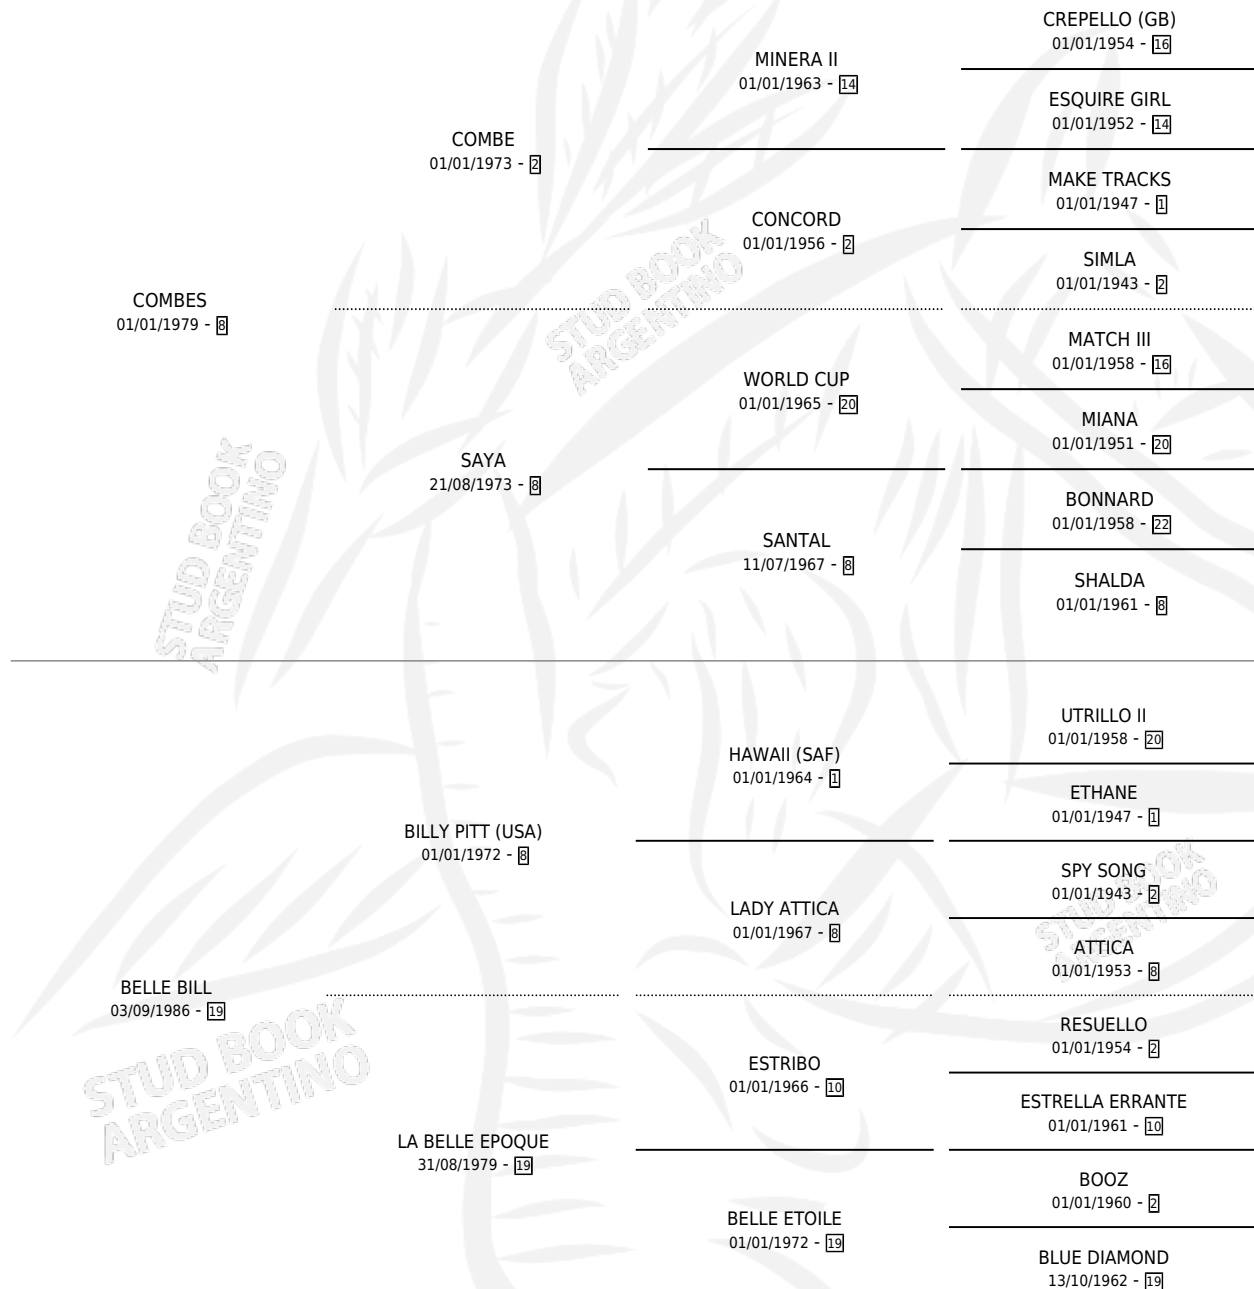 CREPELLO (GB)
01/01/1954 - 16
MINERA II
01/01/1963 - 14
ESQUIRE GIRL
01/01/1952 - 14
COMBE
01/01/1973 - 2
MAKE TRACKS
01/01/1947 - 1
CONCORD
01/01/1956 - 2
SIMLA
01/01/1943 - 2
COMBES
01/01/1979 - 8
MATCH III
01/01/1958 - 16
WORLD CUP
01/01/1965 - 20
MIANA
01/01/1951 - 20
SAYA
21/08/1973 - 8
BONNARD
01/01/1958 - 22
SANTAL
11/07/1967 - 8
SHALDA
01/01/1961 - 8
UTRILLO II
01/01/1958 - 20
HAWAII (SAF)
01/01/1964 - 1
ETHANE
01/01/1947 - 1
BILLY PITT (USA)
01/01/1972 - 8
SPY SONG
01/01/1943 - 2
LADY ATTICA
01/01/1967 - 8
ATTICA
01/01/1953 - 8
BELLE BILL
03/09/1986 - 19
RESUELLO
01/01/1954 - 2
ESTRIBO
01/01/1966 - 10
ESTRELLA ERRANTE
01/01/1961 - 10
LA BELLE EPOQUE
31/08/1979 - 19
BOOZ
01/01/1960 - 2
BELLE ETOILE
01/01/1972 - 19
BLUE DIAMOND
13/10/1962 - 19
STUD BOOK
ARGENTINO
STUD BOOK
ARGENTINO
STUD BOOK
ARGENTINO
STUD BOOK
ARGENTINO